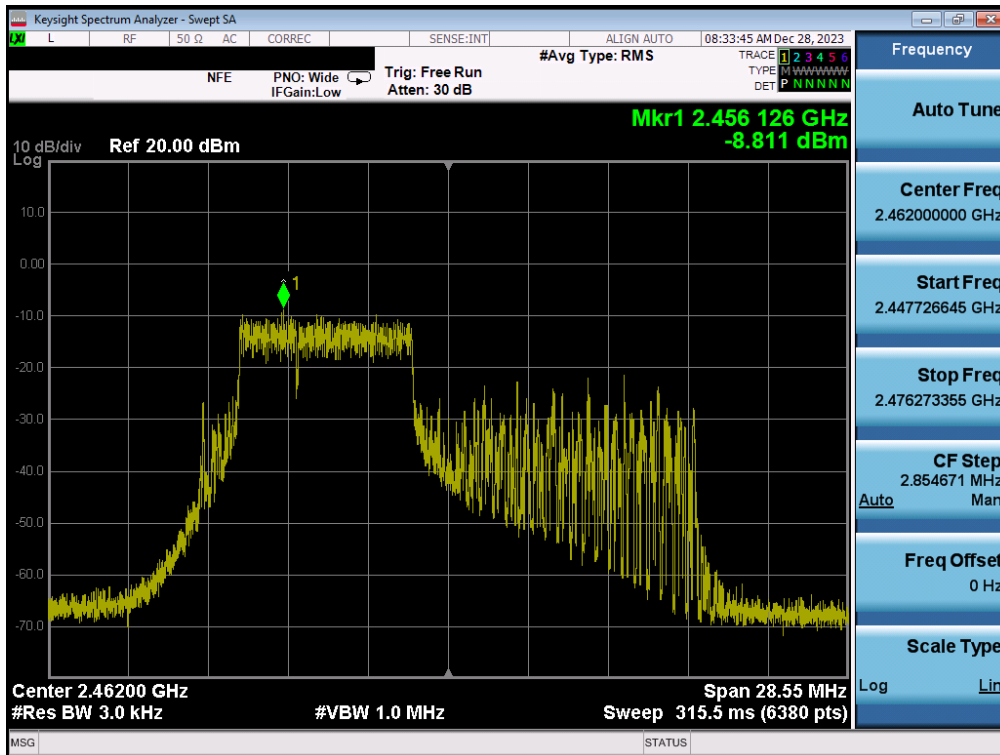 Keysight Spectrum Analyzer - Swept SA
LXI L RF 50 Ω AC CORREC SENSE:INT ALIGN AUTO 08:33:45 AM Dec 28, 2023
NFE PNO: Wide IFGain:Low
Trig: Free Run
Atten: 30 dB
#Avg Type: RMS
TRACE 1 2 3 4 5 6
TYPE M W W W W W
DET P N N N N N
Mkr1 2.456 126 GHz
-8.811 dBm
10 dB/div
Log
Ref 20.00 dBm
1
10.0
0.00
-10.0
-20.0
-30.0
-40.0
-50.0
-60.0
-70.0
Center 2.46200 GHz Span 28.55 MHz
#Res BW 3.0 kHz #VBW 1.0 MHz Sweep 315.5 ms (6380 pts)
MSG STATUS
Frequency
Auto Tune
Center Freq
2.462000000 GHz
Start Freq
2.447726645 GHz
Stop Freq
2.476273355 GHz
CF Step
2.854671 MHz
Auto Man
Freq Offset
0 Hz
Scale Type
Log Lin